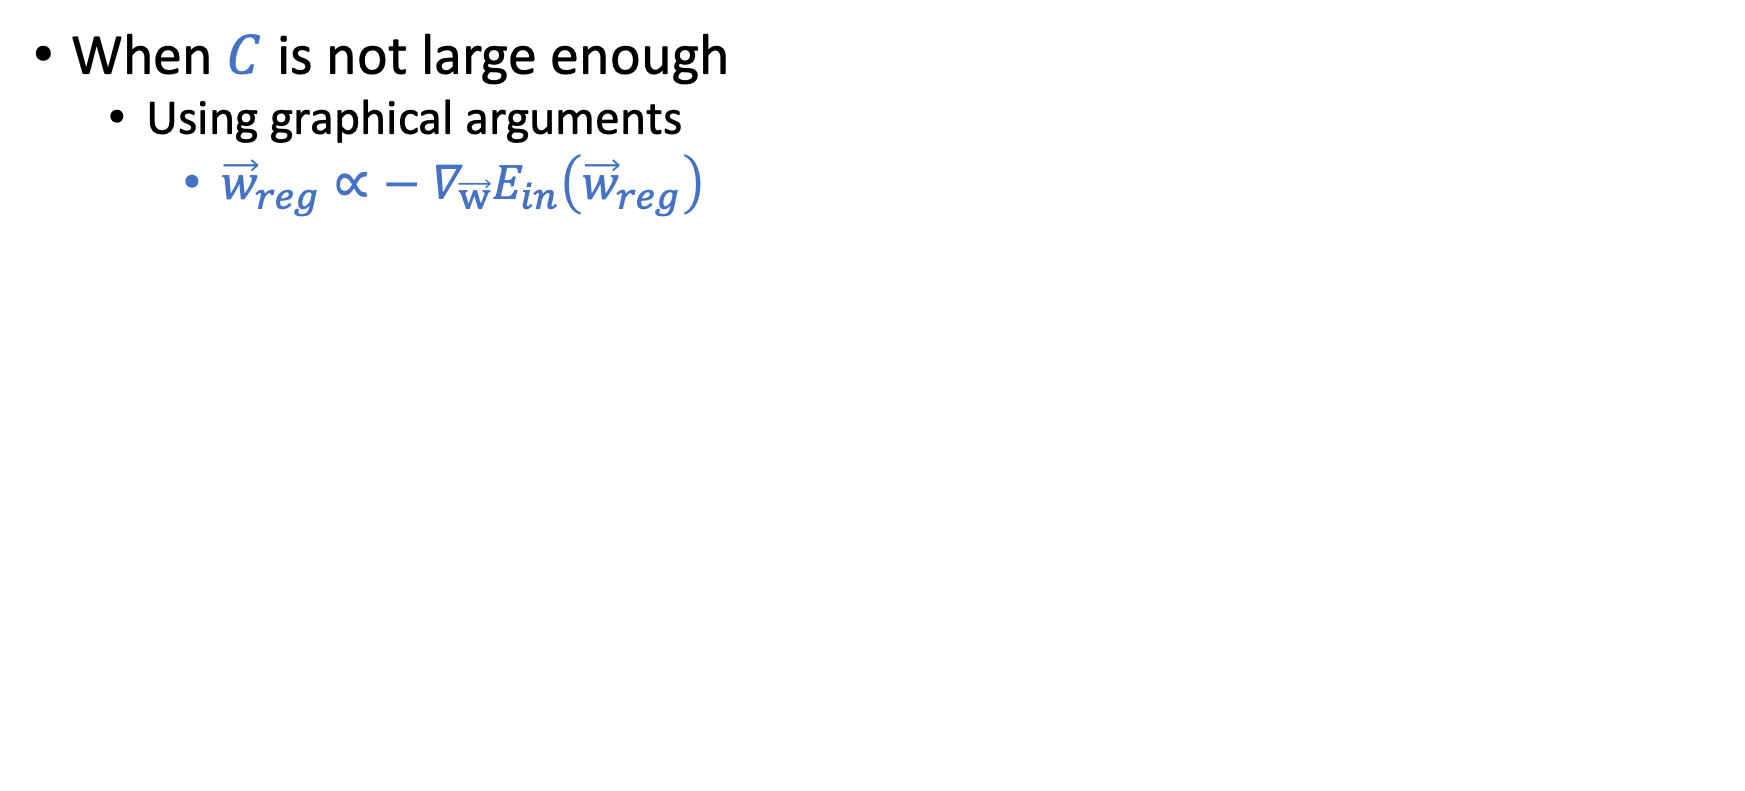 • When C is not large enough
• Using graphical arguments
• w⃗_reg ∝ − ∇_w⃗ E_in(w⃗_reg)